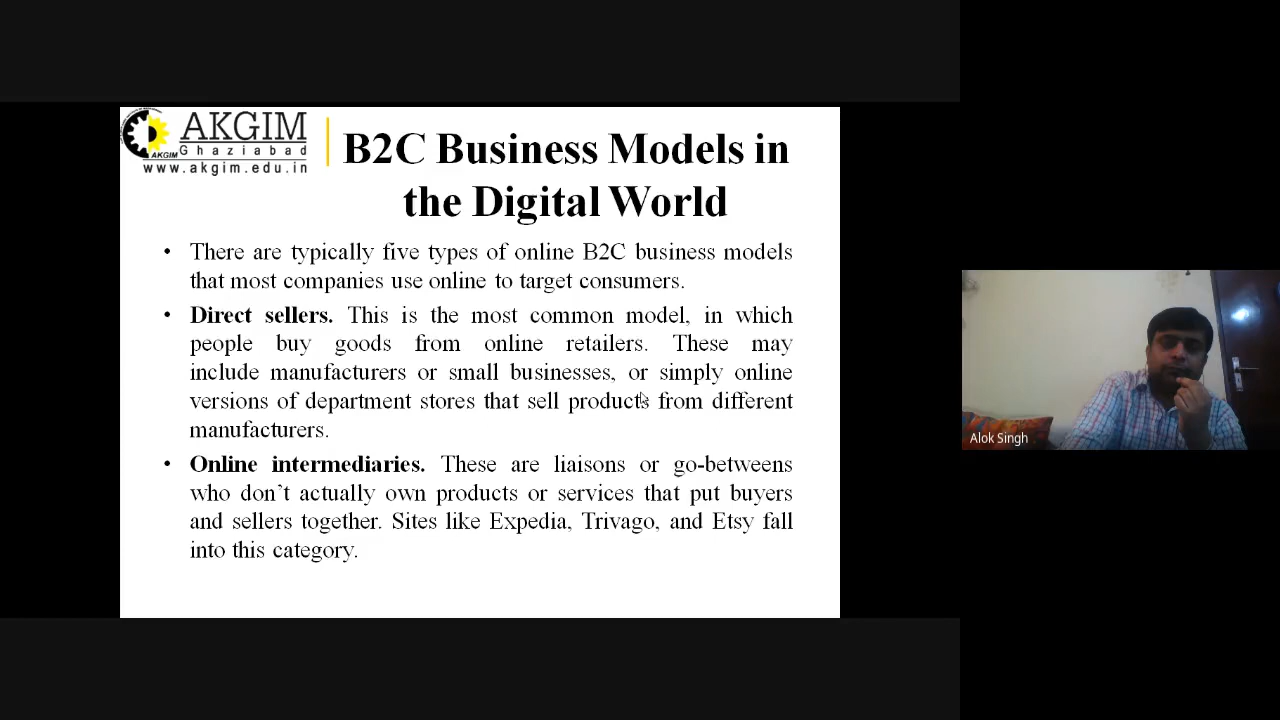 AKGIM
Ghaziabad
www.akgim.edu.in
AKGIM
B2C Business Models in
the Digital World
• There are typically five types of online B2C business models
that most companies use online to target consumers.
• Direct sellers. This is the most common model, in which
people buy goods from online retailers. These may
include manufacturers or small businesses, or simply online
versions of department stores that sell products from different
manufacturers.
• Online intermediaries. These are liaisons or go-betweens
who don't actually own products or services that put buyers
and sellers together. Sites like Expedia, Trivago, and Etsy fall
into this category.
Alok Singh